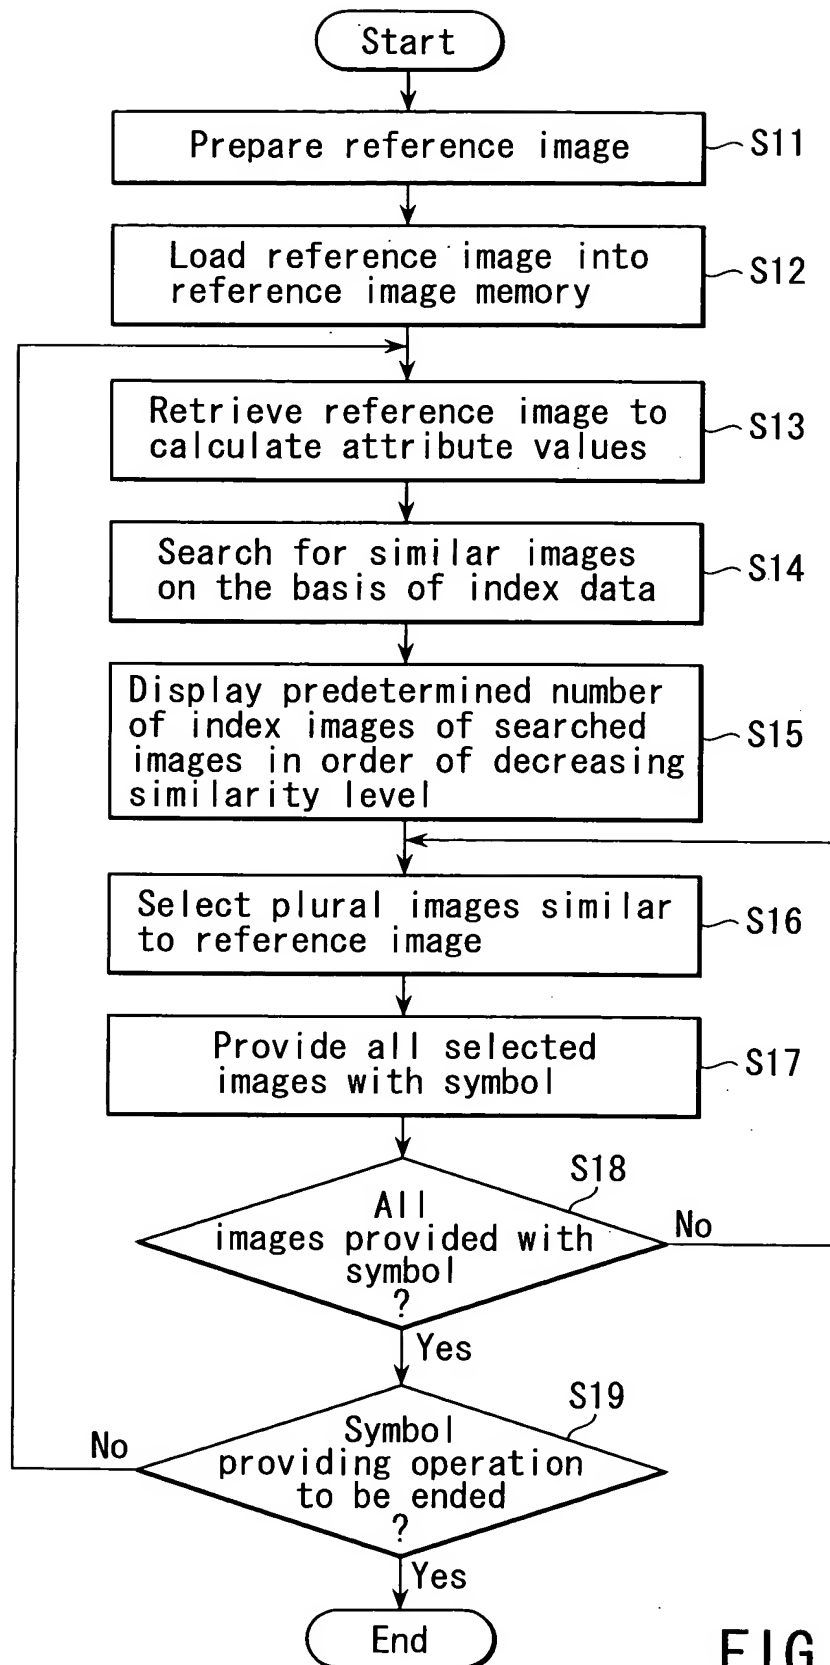 Start
Prepare reference image
S11
Load reference image into
reference image memory
S12
Retrieve reference image to
calculate attribute values
S13
Search for similar images
on the basis of index data
S14
Display predetermined number
of index images of searched
images in order of decreasing
similarity level
S15
Select plural images similar
to reference image
S16
Provide all selected
images with symbol
S17
S18
All
images provided with
symbol
?
No
Yes
S19
Symbol
providing operation
to be ended
?
No
Yes
End
FIG